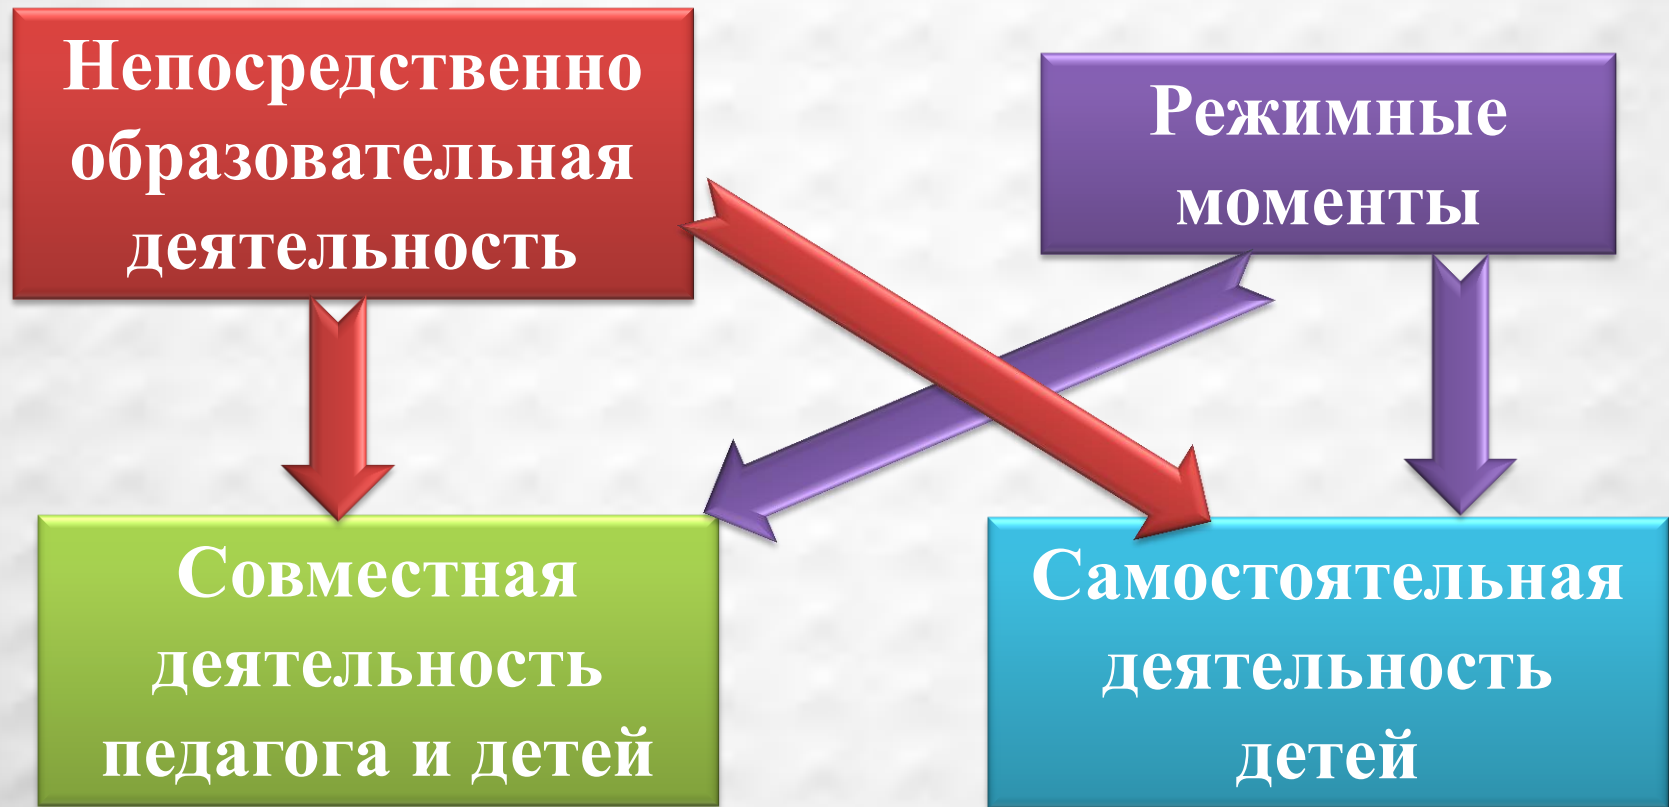 Непосредственно
образовательная
деятельность
Режимные
моменты
Совместная
деятельность
педагога и детей
Самостоятельная
деятельность
детей